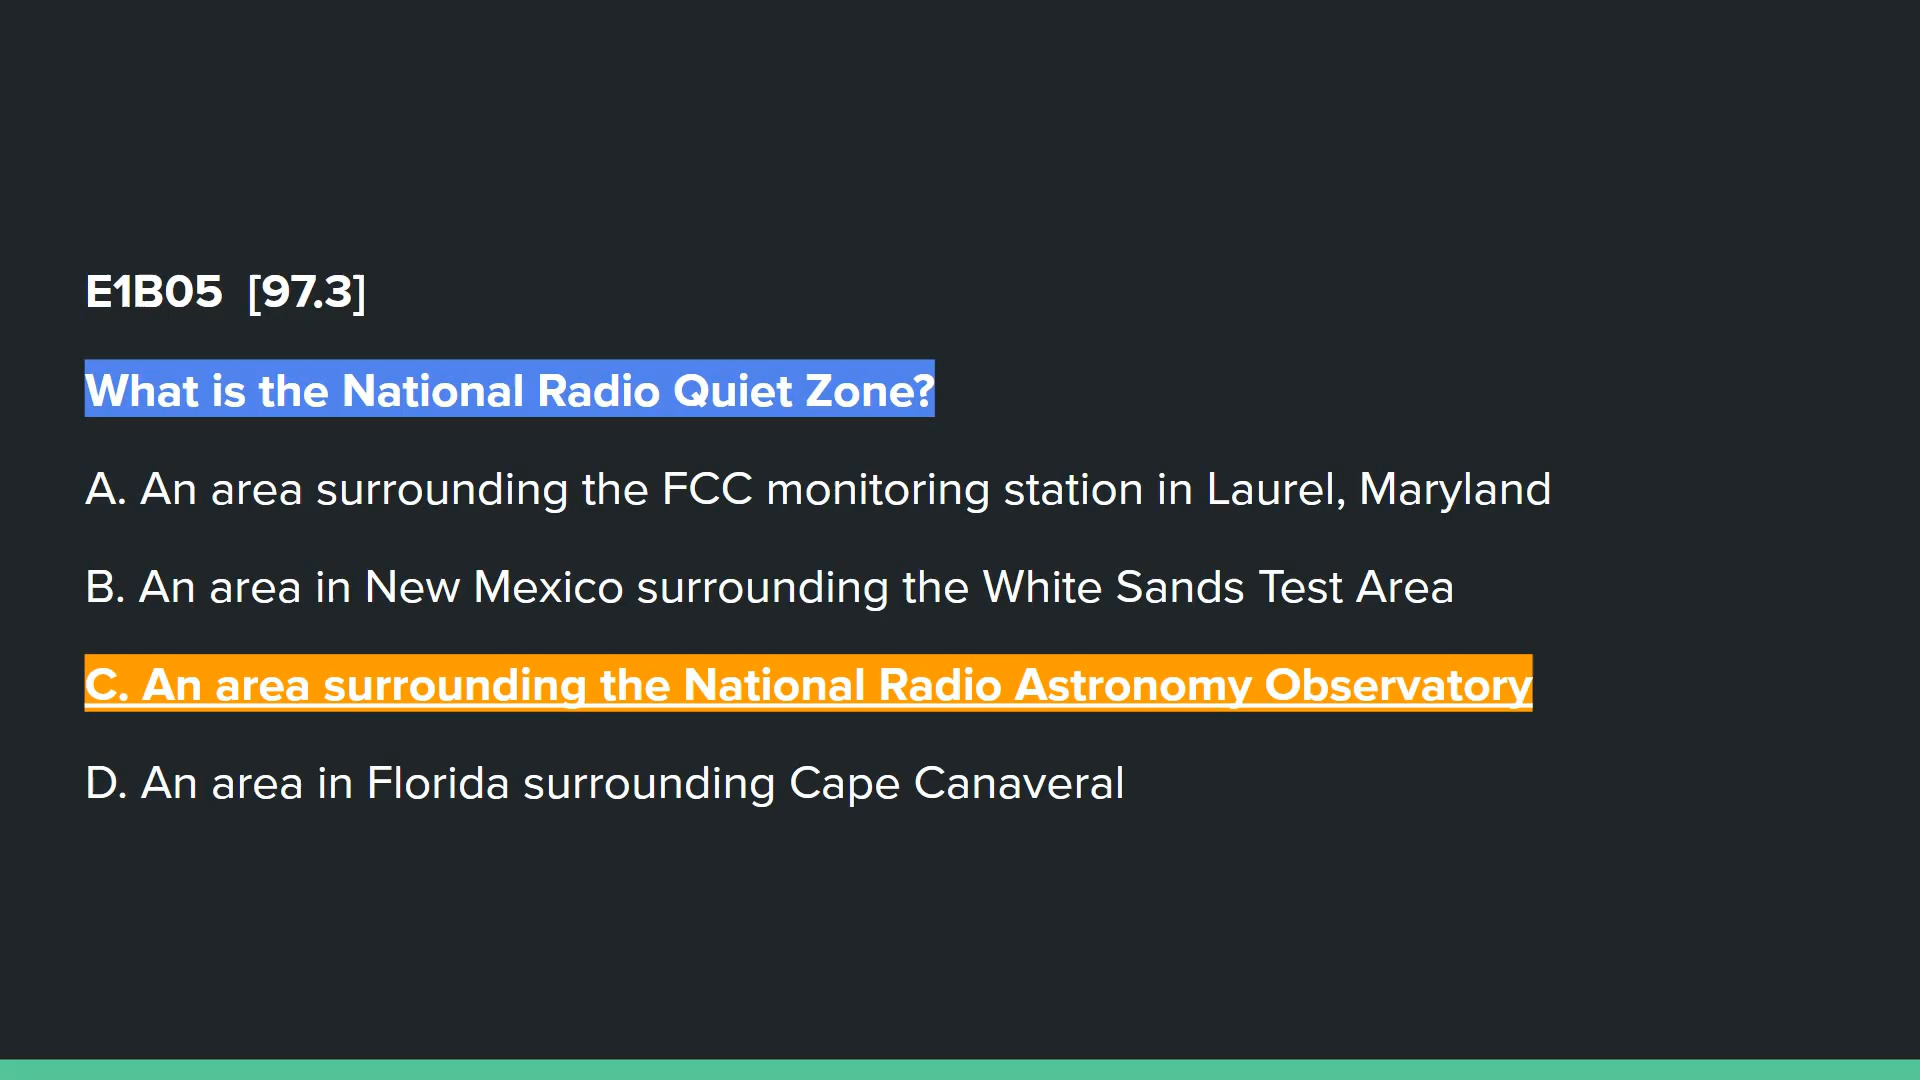 E1B05 [97.3]
What is the National Radio Quiet Zone?
A. An area surrounding the FCC monitoring station in Laurel, Maryland
B. An area in New Mexico surrounding the White Sands Test Area
C. An area surrounding the National Radio Astronomy Observatory
D. An area in Florida surrounding Cape Canaveral